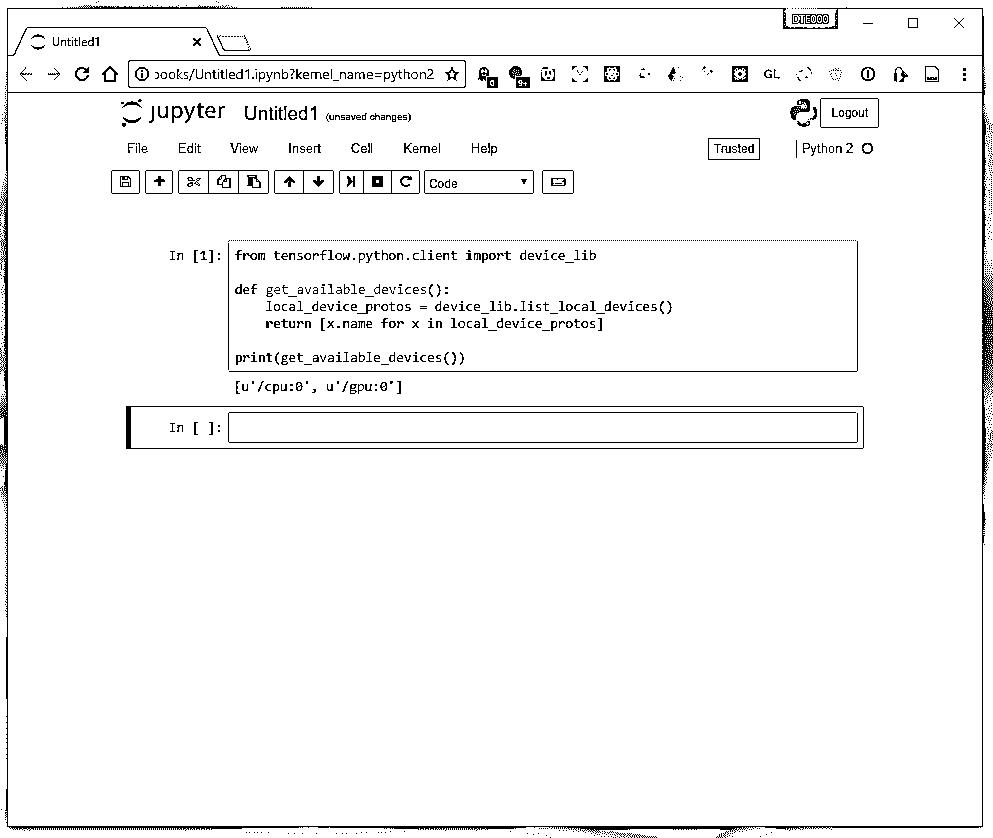 DTE000
Untitled1
ooks/Untitled1.ipynb?kernel_name=python2
GL
jupyter Untitled1 (unsaved changes)
Logout
File Edit View Insert Cell Kernel Help
Trusted
Python 2
Code
In [1]:
from tensorflow.python.client import device_lib
def get_available_devices():
local_device_protos = device_lib.list_local_devices()
return [x.name for x in local_device_protos]
print(get_available_devices())
[u'/cpu:0', u'/gpu:0']
In [ ]: